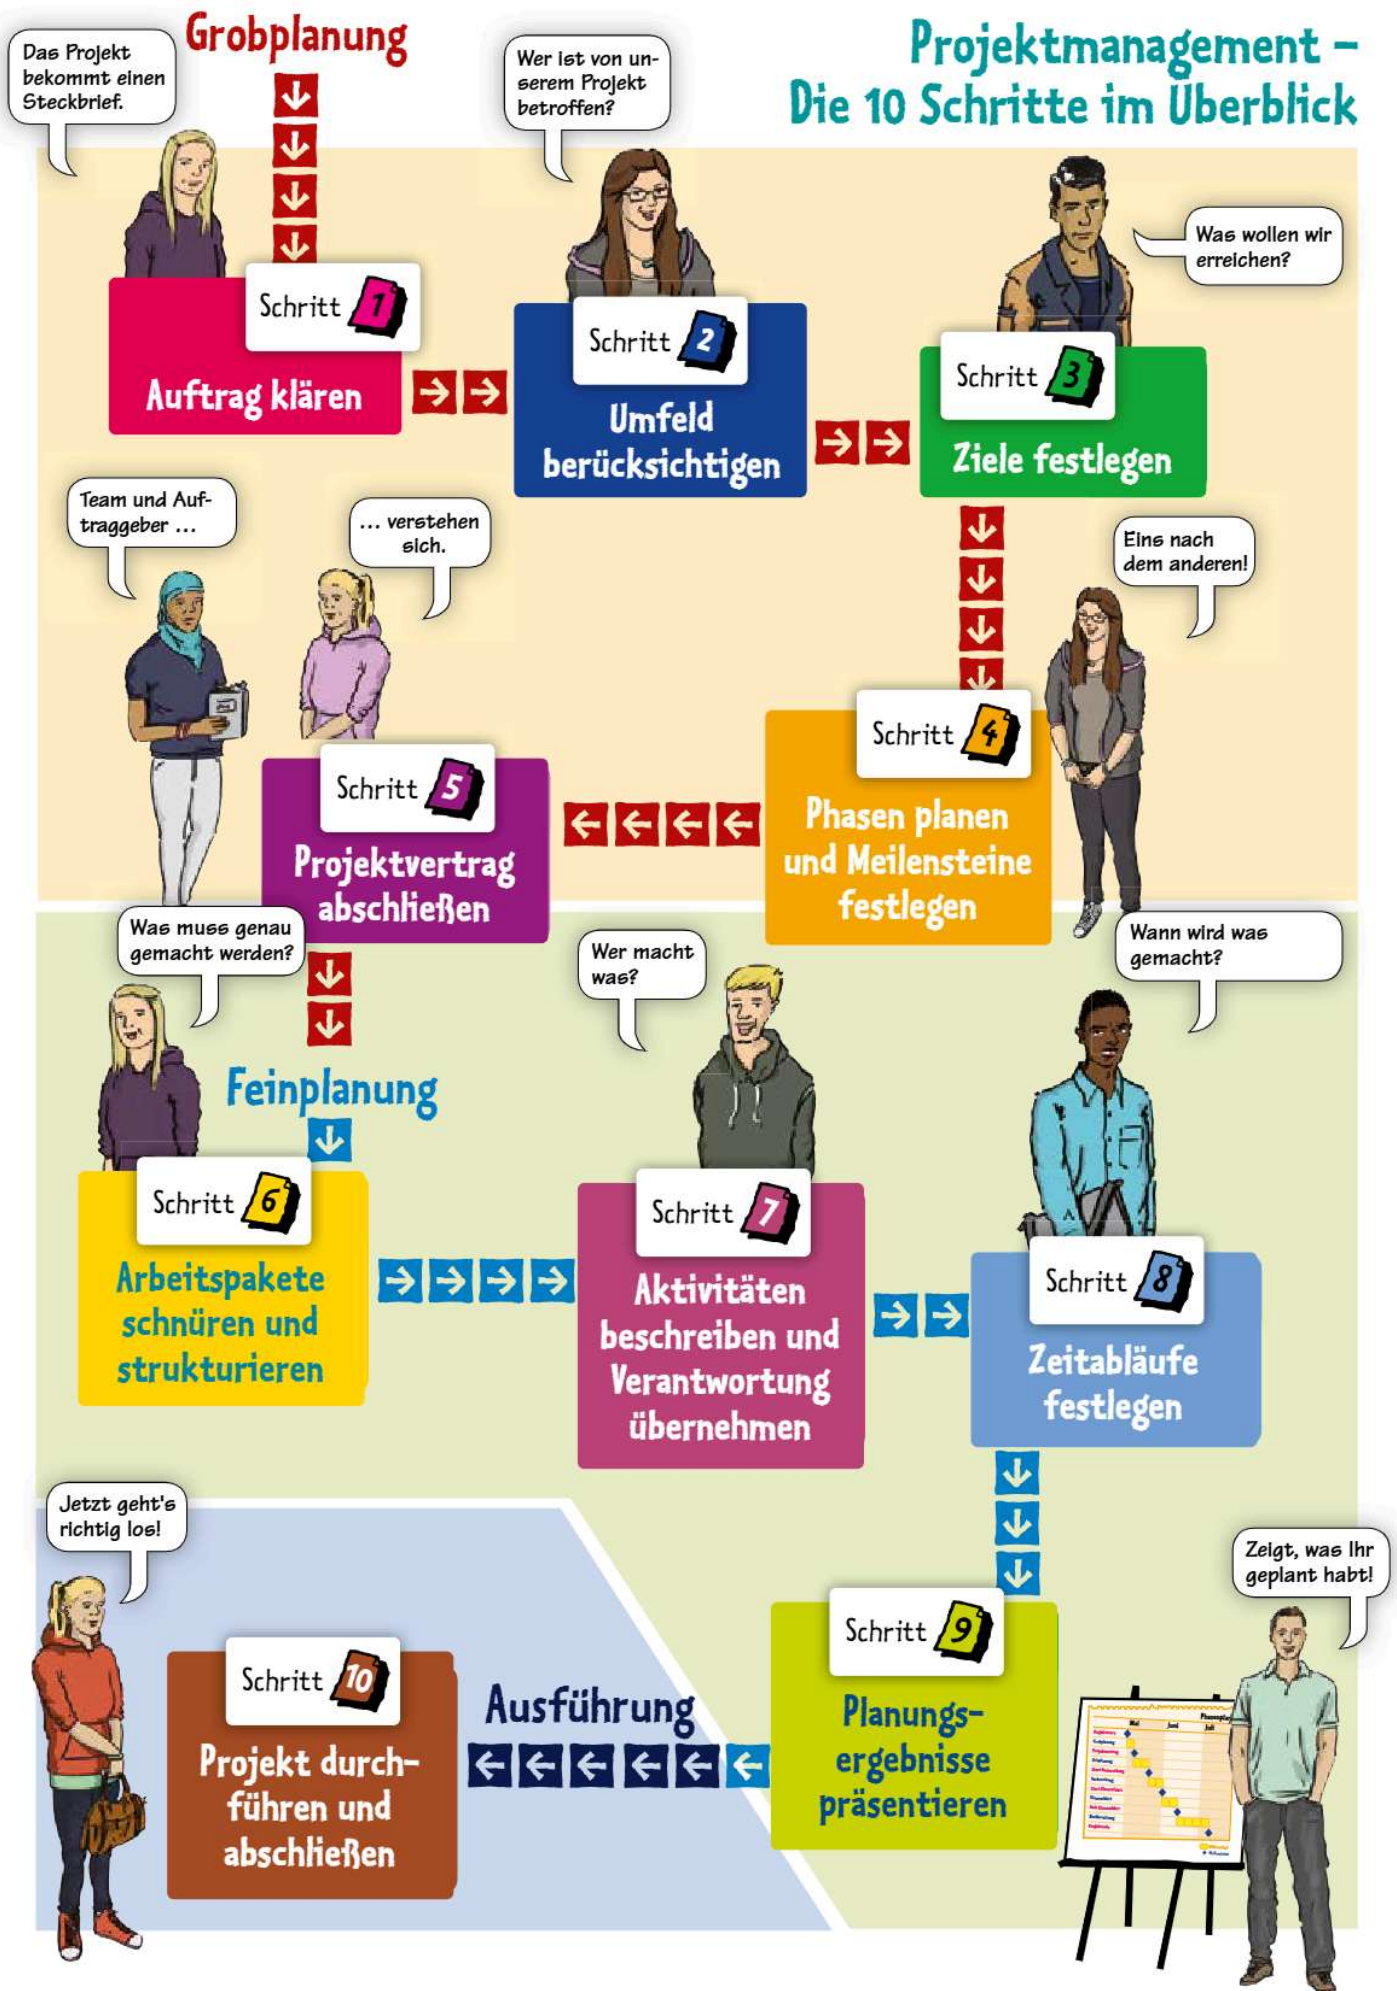 Projektmanagement –
Die 10 Schritte im Überblick
Grobplanung
Das Projekt
bekommt einen
Steckbrief.
Schritt 1
Auftrag klären
Wer ist von un-
serem Projekt
betroffen?
Schritt 2
Umfeld
berücksichtigen
Was wollen wir
erreichen?
Schritt 3
Ziele festlegen
Eins nach
dem anderen!
Schritt 4
Phasen planen
und Meilensteine
festlegen
Team und Auf-
traggeber ...
... verstehen
sich.
Schritt 5
Projektvertrag
abschließen
Feinplanung
Was muss genau
gemacht werden?
Schritt 6
Arbeitspakete
schnüren und
strukturieren
Wer macht
was?
Schritt 7
Aktivitäten
beschreiben und
Verantwortung
übernehmen
Wann wird was
gemacht?
Schritt 8
Zeitabläufe
festlegen
Zeigt, was Ihr
geplant habt!
Schritt 9
Planungs-
ergebnisse
präsentieren
Mai Juni Juli
Ausführung
Jetzt geht's
richtig los!
Schritt 10
Projekt durch-
führen und
abschließen